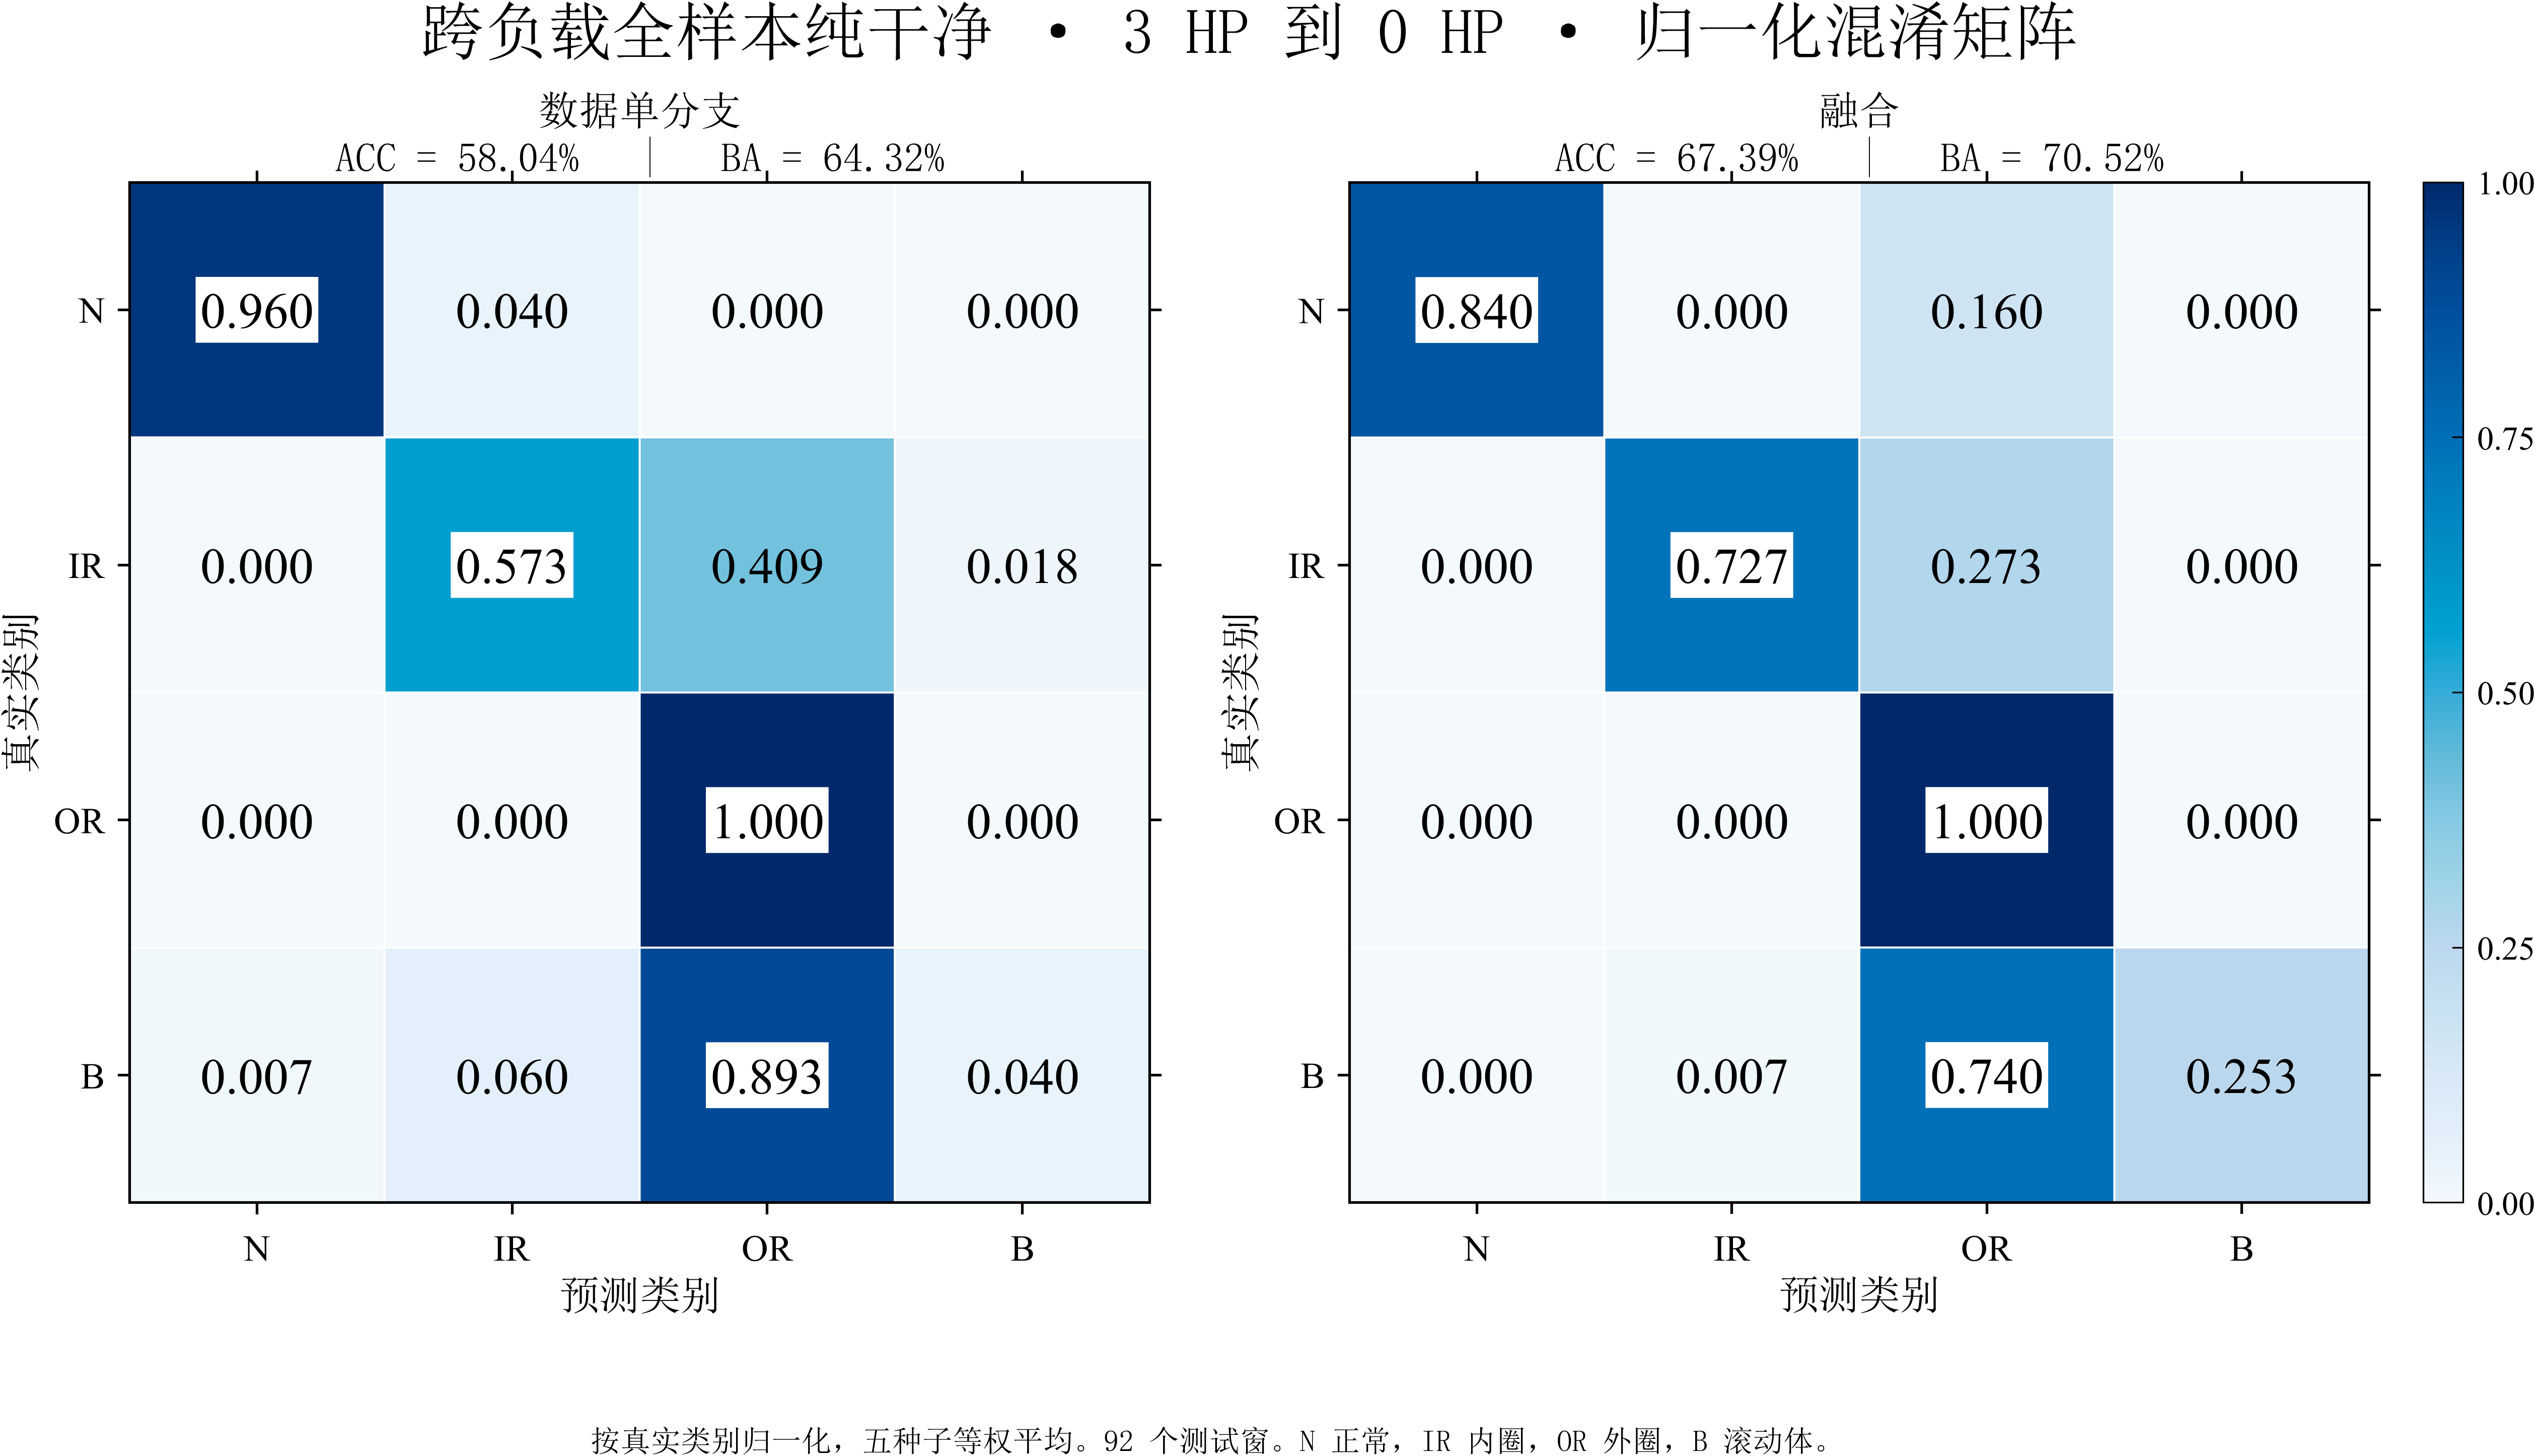 跨负载全样本纯干净 • 3 HP 到 0 HP • 归一化混淆矩阵
数据单分支
ACC = 58.04% │ BA = 64.32%
真实类别
N 0.960 0.040 0.000 0.000
IR 0.000 0.573 0.409 0.018
OR 0.000 0.000 1.000 0.000
B 0.007 0.060 0.893 0.040
N IR OR B
预测类别
融合
ACC = 67.39% │ BA = 70.52%
真实类别
N 0.840 0.000 0.160 0.000
IR 0.000 0.727 0.273 0.000
OR 0.000 0.000 1.000 0.000
B 0.000 0.007 0.740 0.253
N IR OR B
预测类别
1.00
0.75
0.50
0.25
0.00
按真实类别归一化，五种子等权平均。92 个测试窗。N 正常，IR 内圈，OR 外圈，B 滚动体。